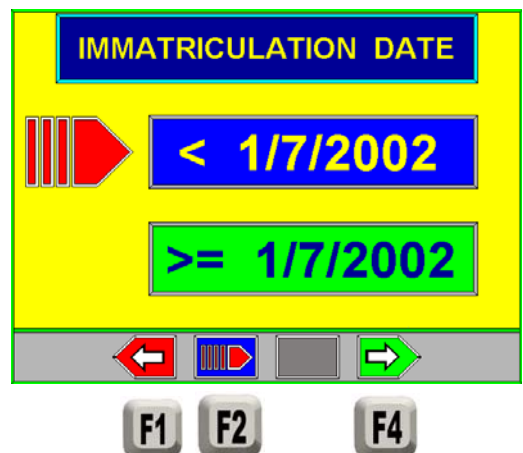 IMMATRICULATION DATE
< 1/7/2002
>= 1/7/2002
F1 F2 F4